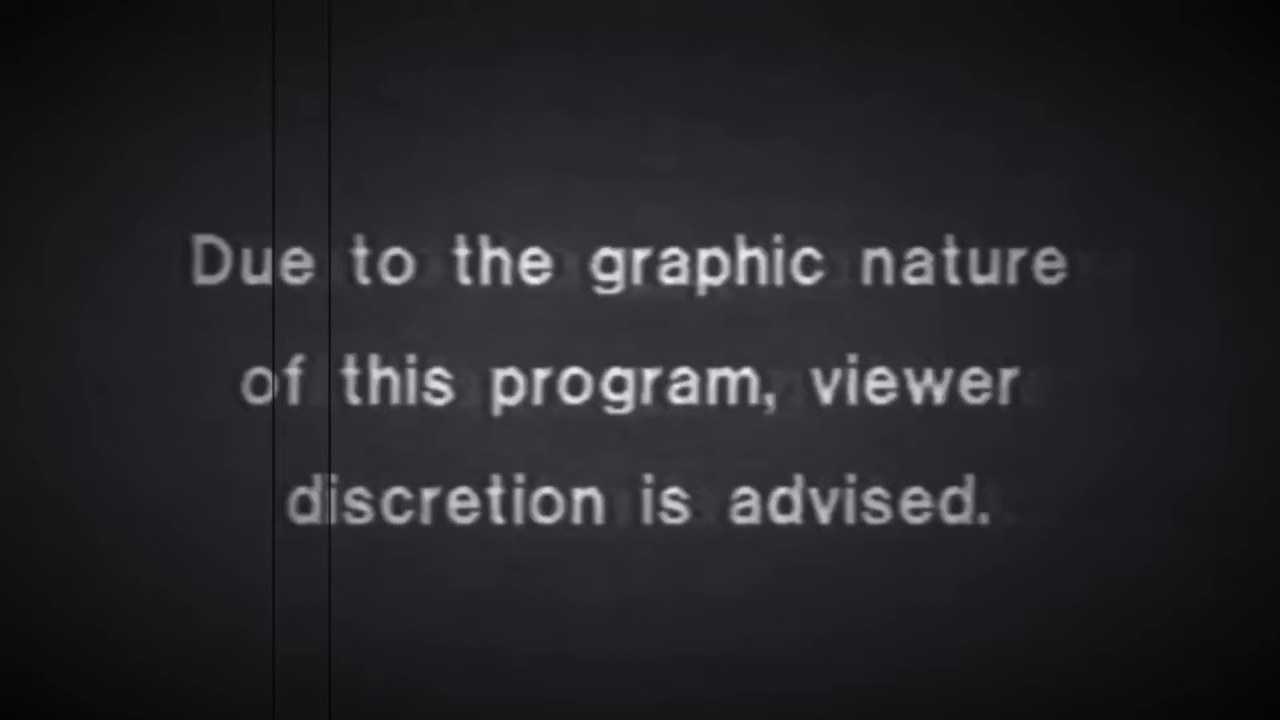 Due to the graphic nature
of this program, viewer
discretion is advised.